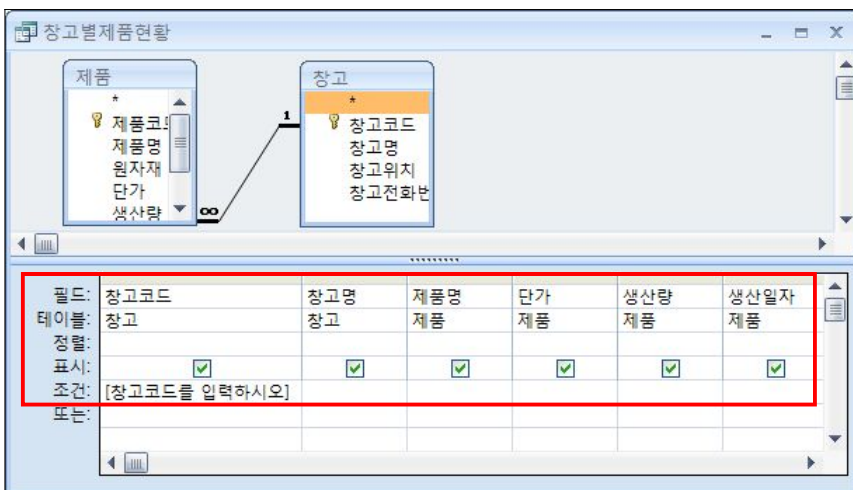 창고별제품현황
제품
*
제품코드
제품명
원자재
단가
생산량
∞
1
창고
*
창고코드
창고명
창고위치
창고전화번
필드: 창고코드 창고명 제품명 단가 생산량 생산일자
테이블: 창고 창고 제품 제품 제품 제품
정렬:
표시:
조건: [창고코드를 입력하시오]
또는: